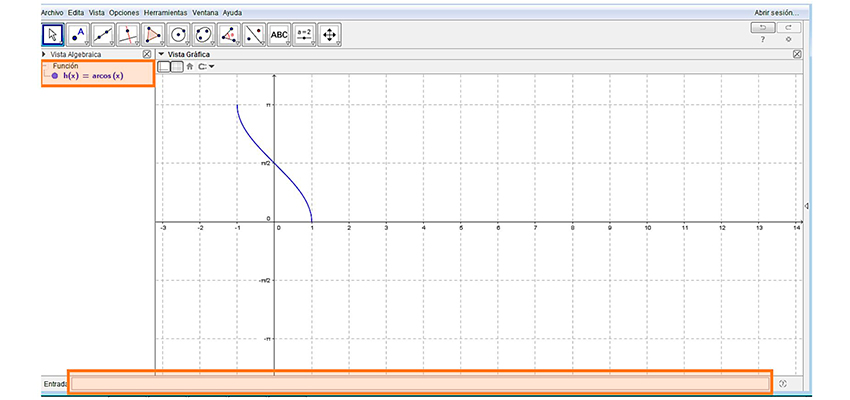 Archivo Edita Vista Opciones Herramientas Ventana Ayuda Abrir sesión...
A ABC a=2 ?
Vista Algebraica Vista Gráfica
Función
h(x) = arcos (x)
π
π/2
0
-3 -2 -1 0 1 2 3 4 5 6 7 8 9 10 11 12 13 14
-π/2
-π
Entrada